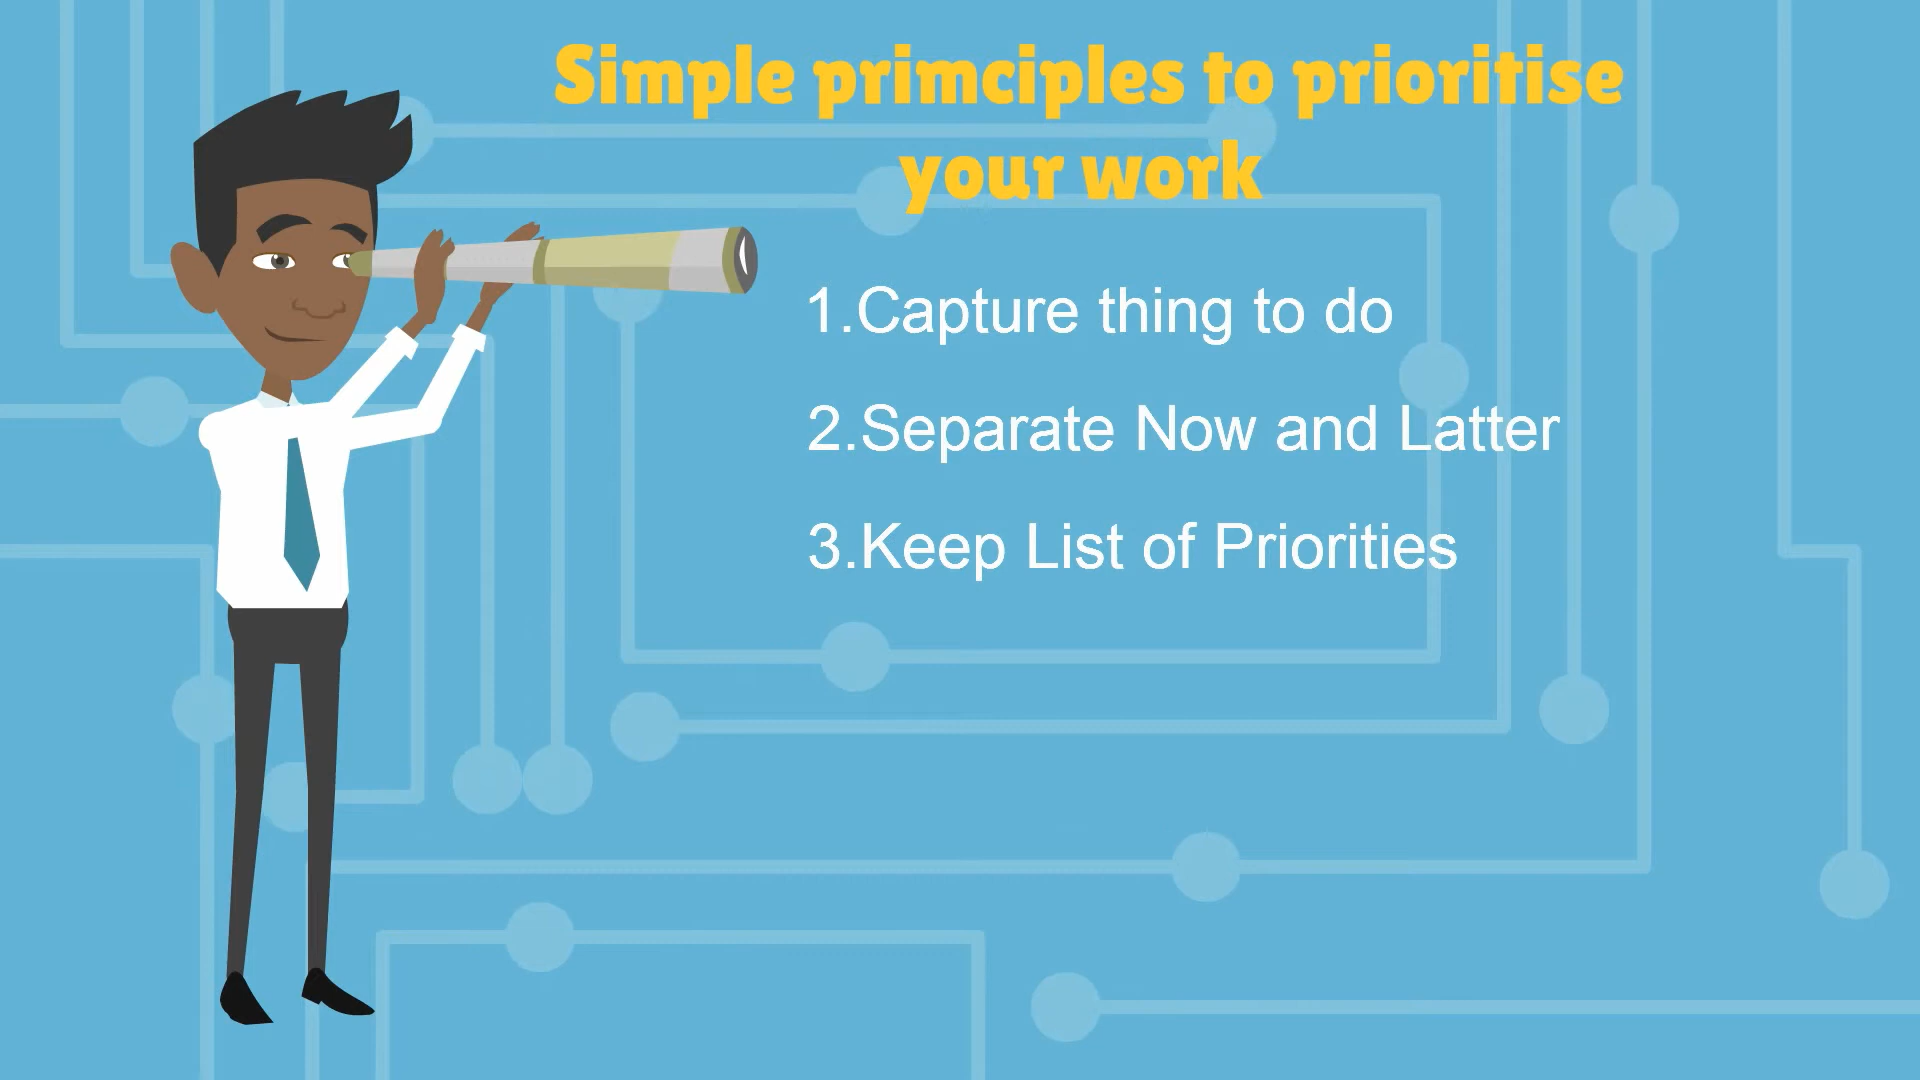 Simple primciples to prioritise
your work
1.Capture thing to do
2.Separate Now and Latter
3.Keep List of Priorities